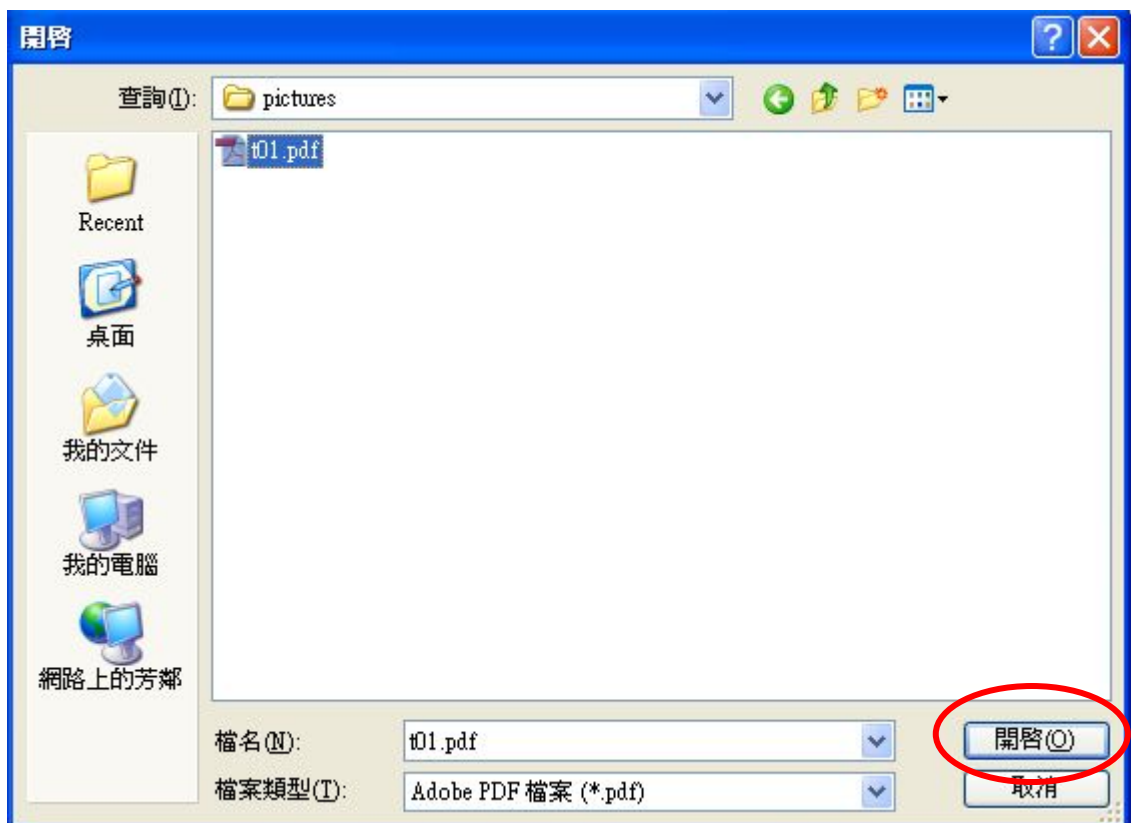 開啓
查詢(I):
pictures
t01.pdf
Recent
桌面
我的文件
我的電腦
網路上的芳鄰
檔名(N):
t01.pdf
開啓(O)
檔案類型(T):
Adobe PDF 檔案 (*.pdf)
取消